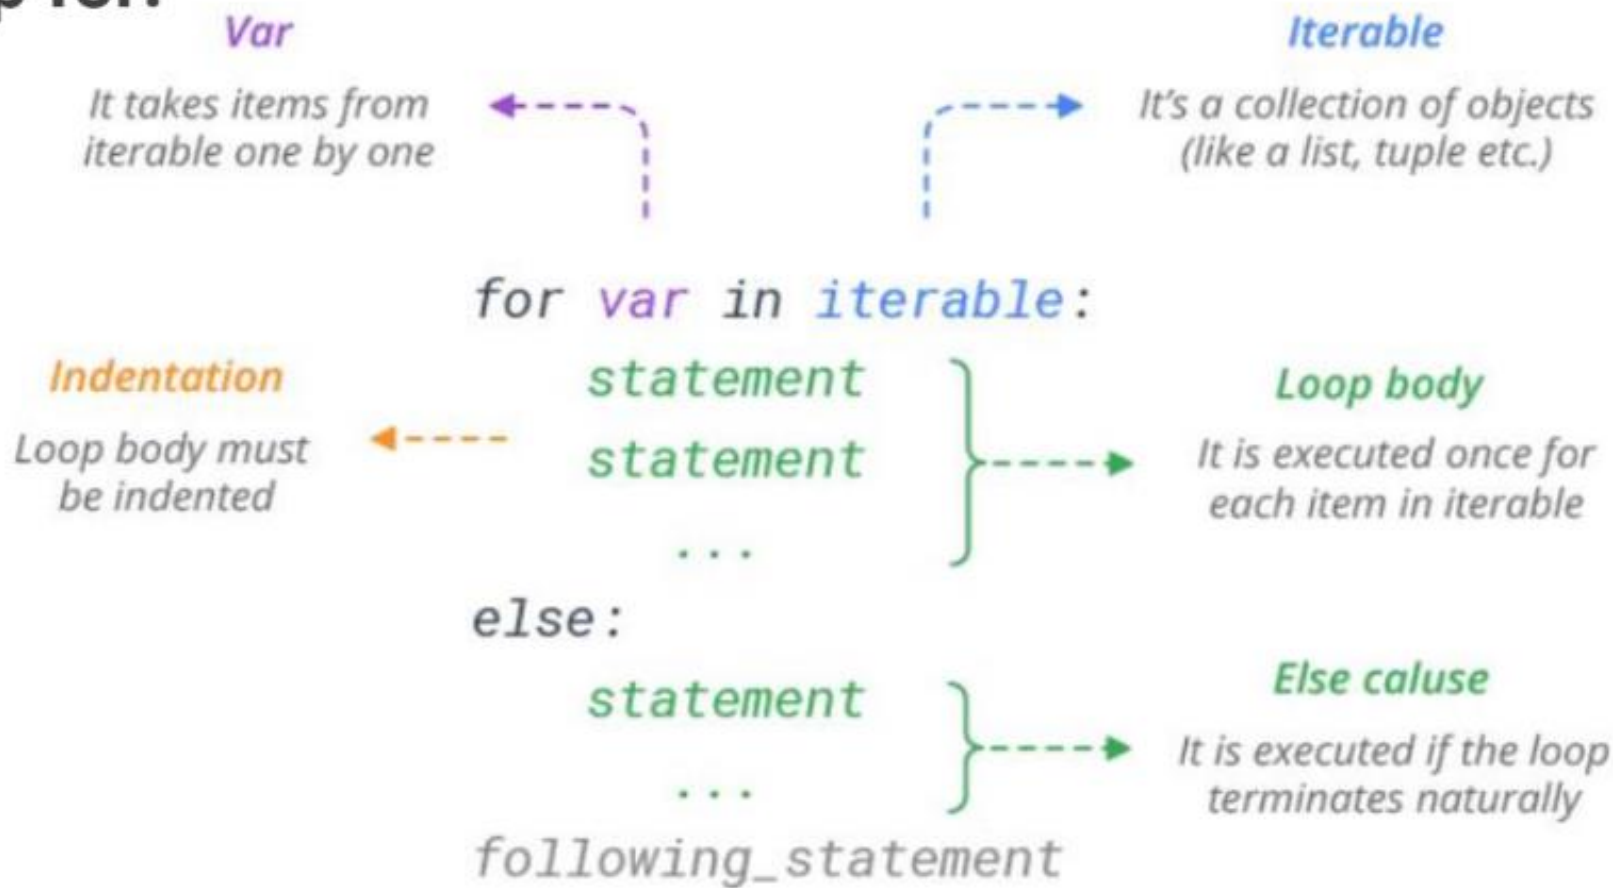 Var
Iterable
It takes items from
iterable one by one
It's a collection of objects
(like a list, tuple etc.)
for var in iterable:
Indentation
Loop body must
be indented
statement
statement
...
Loop body
It is executed once for
each item in iterable
else:
statement
...
Else caluse
It is executed if the loop
terminates naturally
following_statement